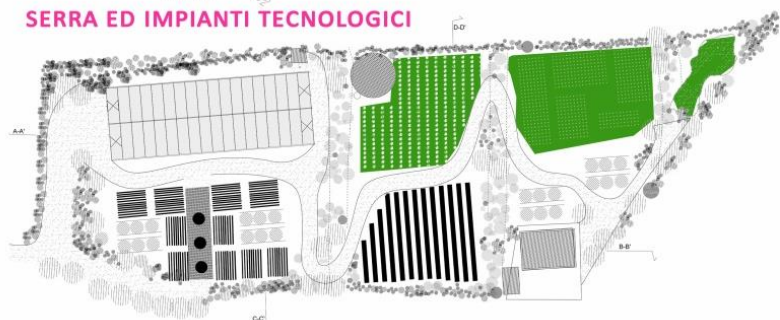 SERRA ED IMPIANTI TECNOLOGICI
D-D'
A-A'
B-B'
C-C'